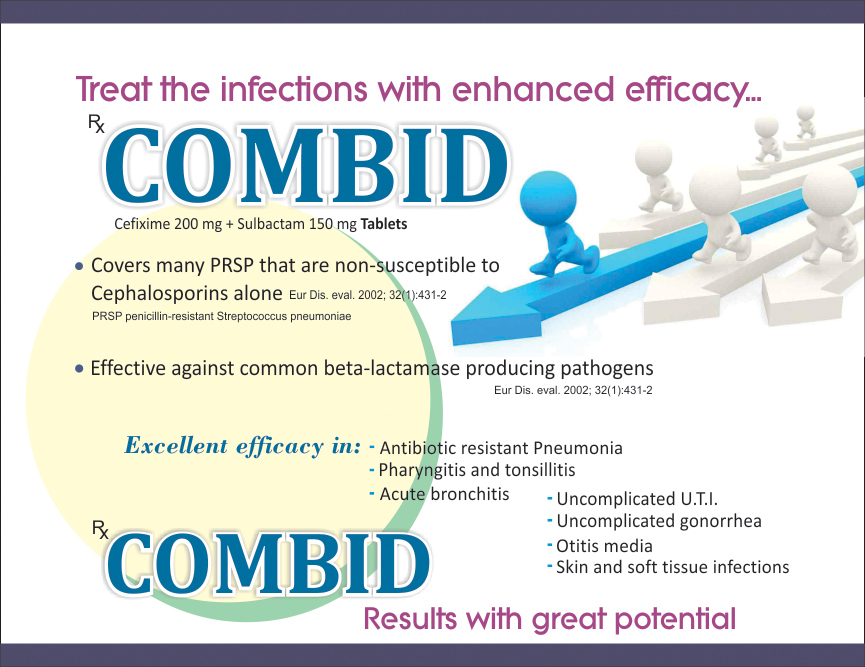 Treat the infections with enhanced efficacy...
Rx
COMBID
Cefixime 200 mg + Sulbactam 150 mg Tablets
• Covers many PRSP that are non-susceptible to
Cephalosporins alone Eur Dis. eval. 2002; 32(1):431-2
PRSP penicillin-resistant Streptococcus pneumoniae
• Effective against common beta-lactamase producing pathogens
Eur Dis. eval. 2002; 32(1):431-2
Excellent efficacy in: - Antibiotic resistant Pneumonia
- Pharyngitis and tonsillitis
- Acute bronchitis
- Uncomplicated U.T.I.
- Uncomplicated gonorrhea
- Otitis media
- Skin and soft tissue infections
Rx
COMBID
Results with great potential